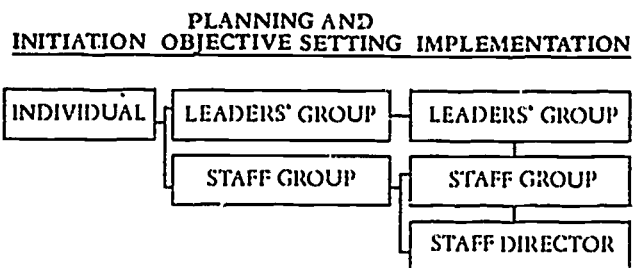 PLANNING AND
INITIATION OBJECTIVE SETTING IMPLEMENTATION
INDIVIDUAL LEADERS' GROUP LEADERS' GROUP
STAFF GROUP STAFF GROUP
STAFF DIRECTOR